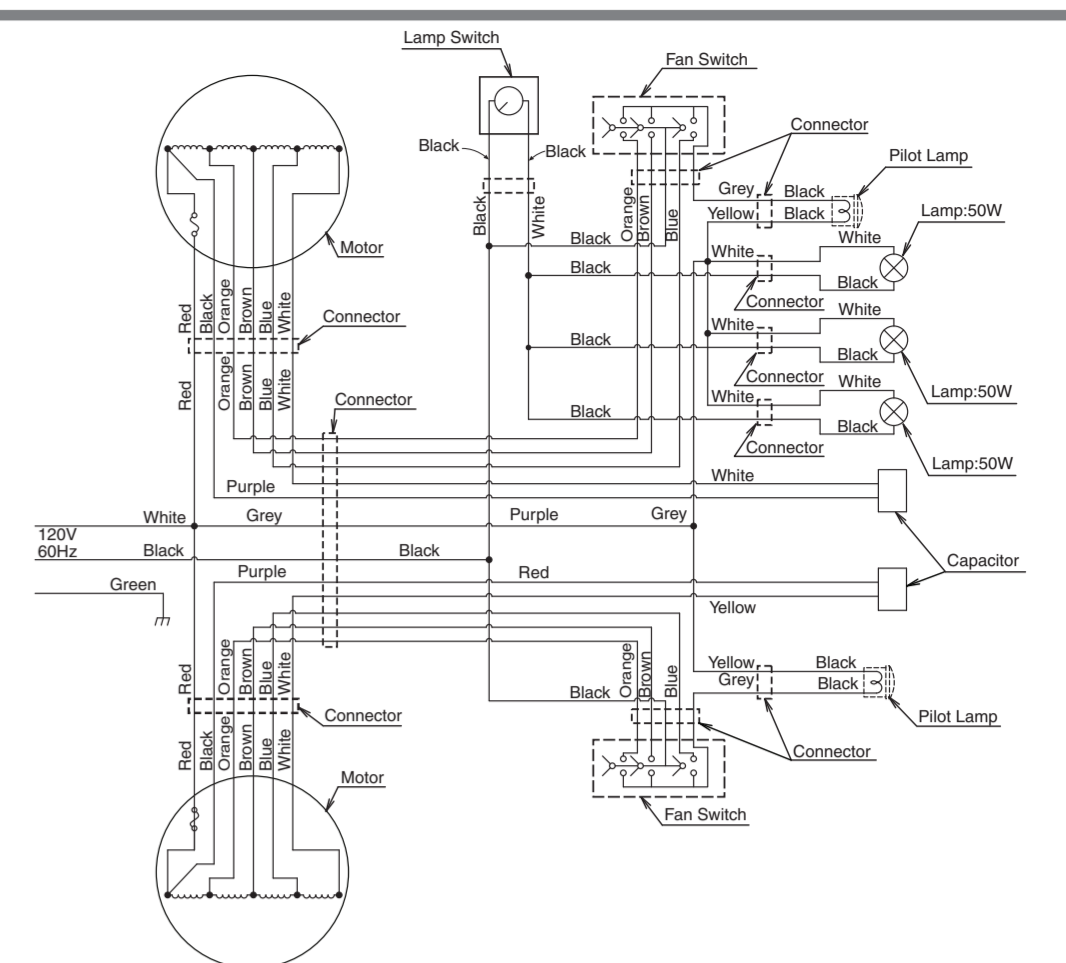 Lamp Switch
Fan Switch
Connector
Black
Black
Pilot Lamp
Grey
Black
Yellow
Black
Lamp:50W
Black
White
Orange
Brown
Blue
Black
White
White
Motor
Black
Black
Connector
White
Red
Black
Orange
Brown
Blue
White
Connector
White
Black
Black
Connector
Lamp:50W
Red
Orange
Brown
Blue
White
Connector
White
White
Black
Black
Connector
Lamp:50W
White
Purple
White
Grey
Purple
Grey
120V
60Hz
Black
Black
Capacitor
Purple
Red
Green
Yellow
Red
Orange
Brown
Blue
White
Orange
Brown
Blue
Yellow
Black
Grey
Black
Black
Connector
Pilot Lamp
Red
Black
Orange
Brown
Blue
White
Connector
Motor
Fan Switch